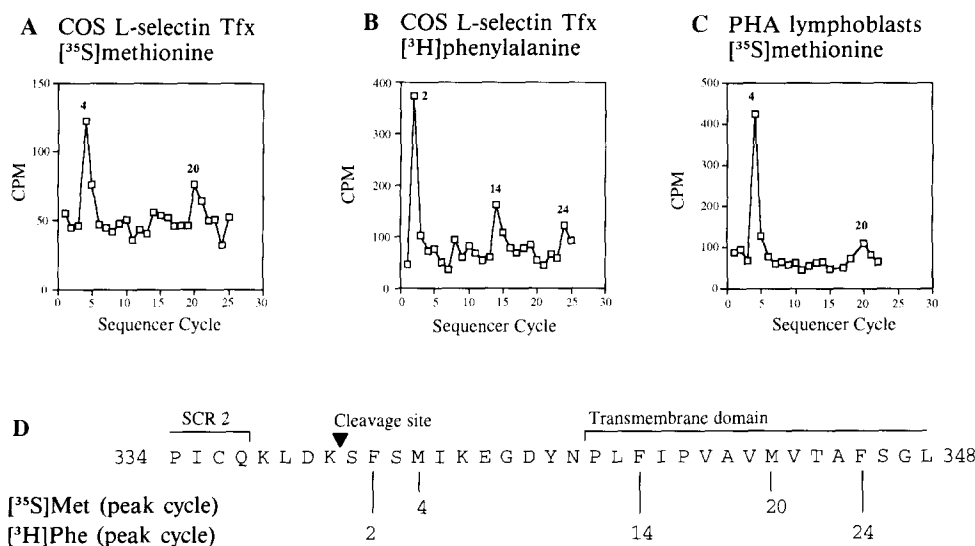 A COS L-selectin Tfx
[³⁵S]methionine
150
100
50
0
CPM
4
20
0 5 10 15 20 25 30
Sequencer Cycle
B COS L-selectin Tfx
[³H]phenylalanine
400
300
200
100
0
CPM
2
14
24
0 5 10 15 20 25 30
Sequencer Cycle
C PHA lymphoblasts
[³⁵S]methionine
500
400
300
200
100
0
CPM
4
20
0 5 10 15 20 25 30
Sequencer Cycle
D
SCR 2
Cleavage site
Transmembrane domain
334 P I C Q K L D K S F S M I K E G D Y N P L F I P V A V M V T A F S G L 348
[³⁵S]Met (peak cycle) 4 20
[³H]Phe (peak cycle) 2 14 24